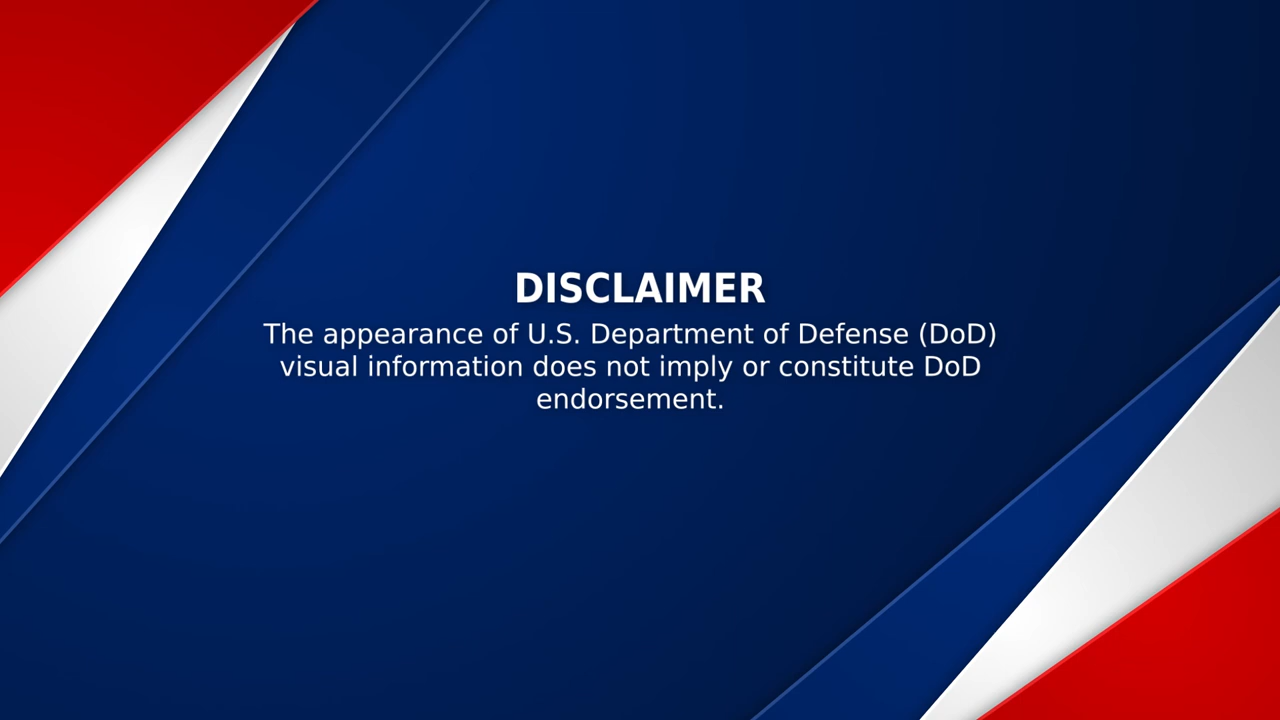 DISCLAIMER
The appearance of U.S. Department of Defense (DoD)
visual information does not imply or constitute DoD
endorsement.